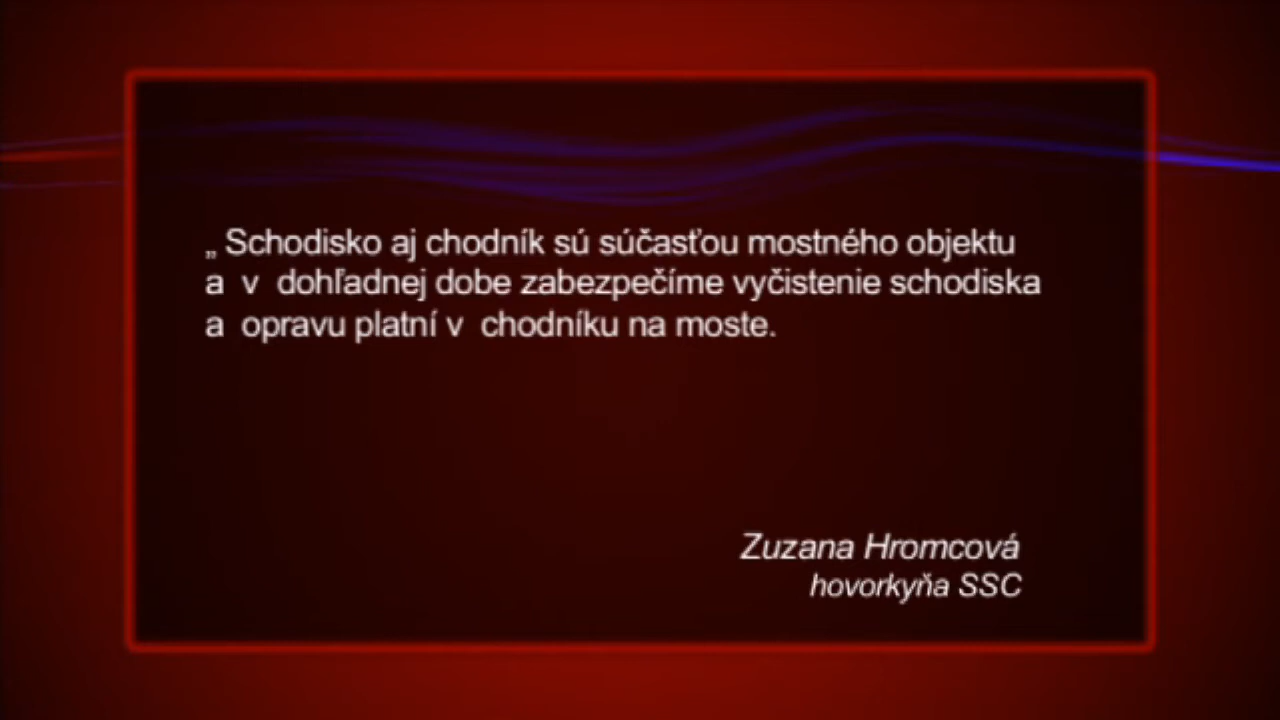 „ Schodisko aj chodník sú súčasťou mostného objektu
a v dohľadnej dobe zabezpečíme vyčistenie schodiska
a opravu platní v chodníku na moste.
Zuzana Hromcová
hovorkyňa SSC